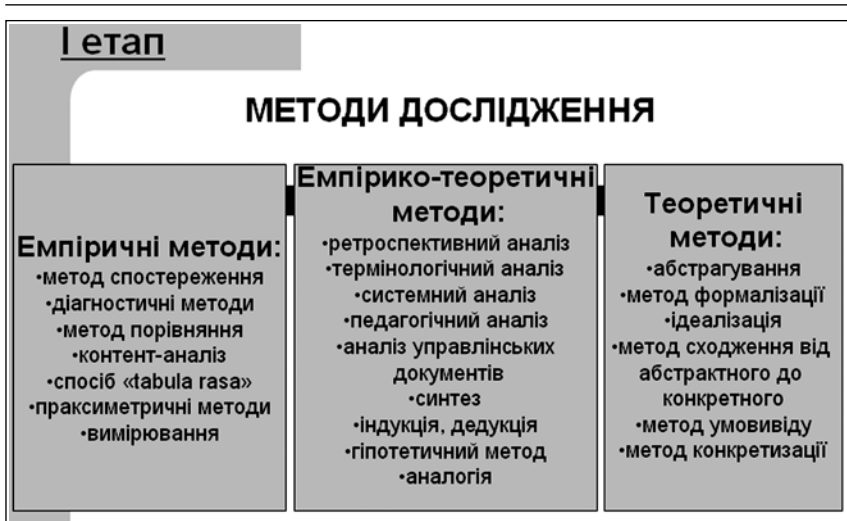 І етап
МЕТОДИ ДОСЛІДЖЕННЯ
Емпіричні методи:
•метод спостереження
•діагностичні методи
•метод порівняння
•контент-аналіз
•спосіб «tabula rasa»
•праксиметричні методи
•вимірювання
Емпірико-теоретичні
методи:
•ретроспективний аналіз
•термінологічний аналіз
•системний аналіз
•педагогічний аналіз
•аналіз управлінських
документів
•синтез
•індукція, дедукція
•гіпотетичний метод
•аналогія
Теоретичні
методи:
•абстрагування
•метод формалізації
•ідеалізація
•метод сходження від
абстрактного до
конкретного
•метод умовивіду
•метод конкретизації